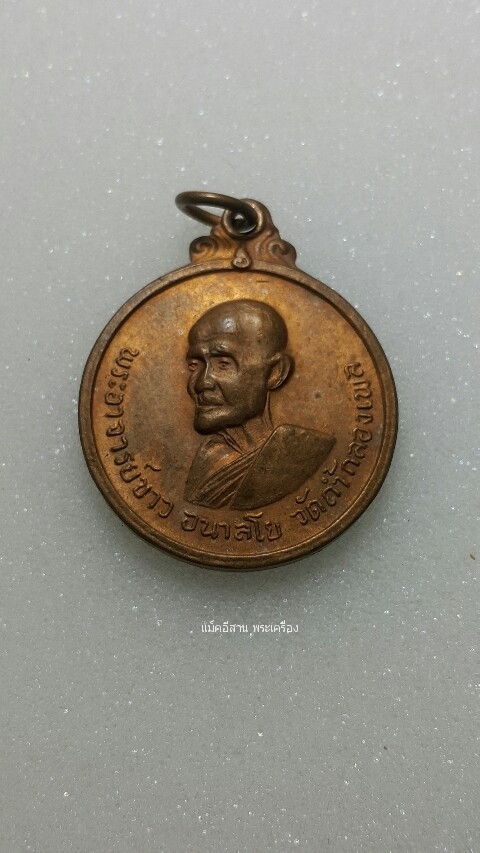 พระอาจารย์ขาว อนาลโย วัดถ้ำกลองเพล
แม็คอีสาน พระเครื่อง